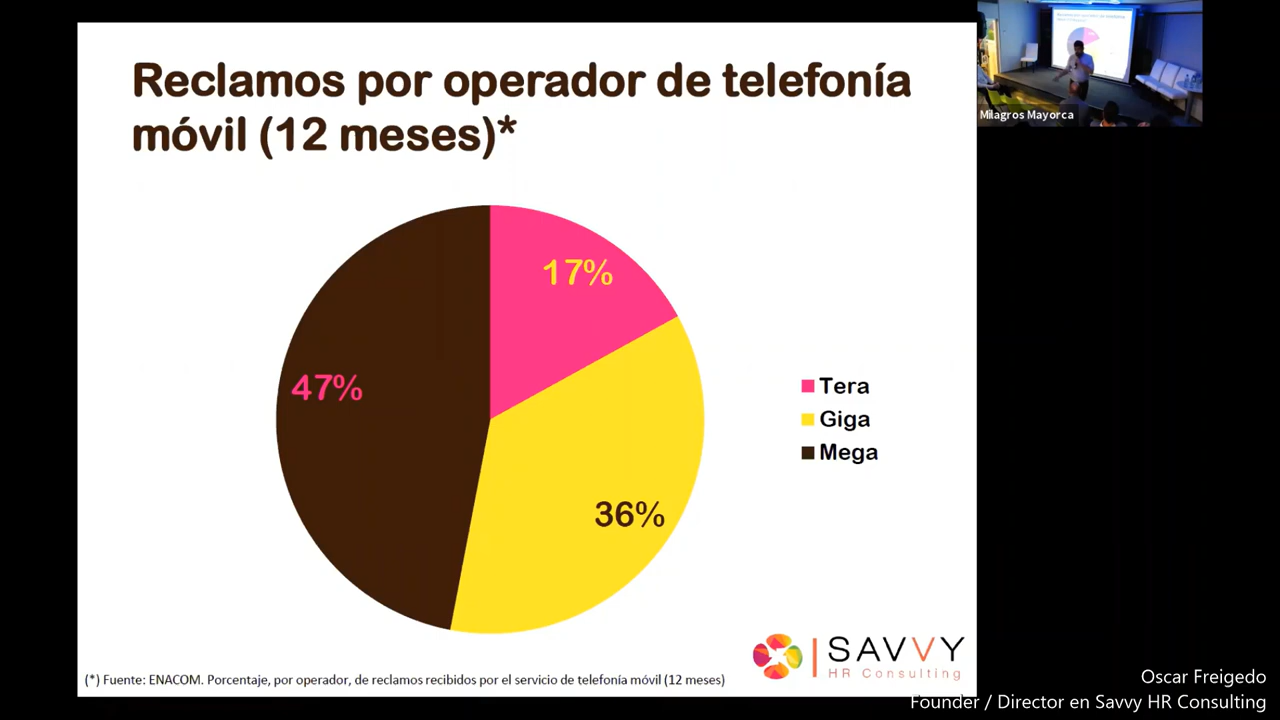 Reclamos por operador de telefonía
móvil (12 meses)*
17%
47%
36%
Tera
Giga
Mega
SAVVY
HR Consulting
(*) Fuente: ENACOM. Porcentaje, por operador, de reclamos recibidos por el servicio de telefonía móvil (12 meses)
Milagros Mayorca
Oscar Freigedo
Founder / Director en Savvy HR Consulting